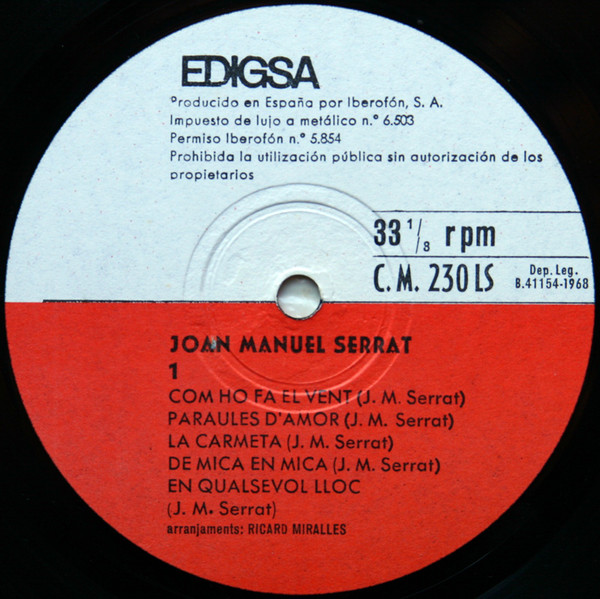 EDIGSA
Producido en España por Iberofón, S. A.
Impuesto de lujo a metálico n.º 6.503
Permiso Iberofón n.º 5.854
Prohibida la utilización pública sin autorización de los
propietarios
33 1/3 rpm
C. M. 230 LS
Dep. Leg.
B.41154-1968
JOAN MANUEL SERRAT
1
COM HO FA EL VENT (J. M. Serrat)
PARAULES D'AMOR (J. M. Serrat)
LA CARMETA (J. M. Serrat)
DE MICA EN MICA (J. M. Serrat)
EN QUALSEVOL LLOC
(J. M. Serrat)
arranjaments: RICARD MIRALLES